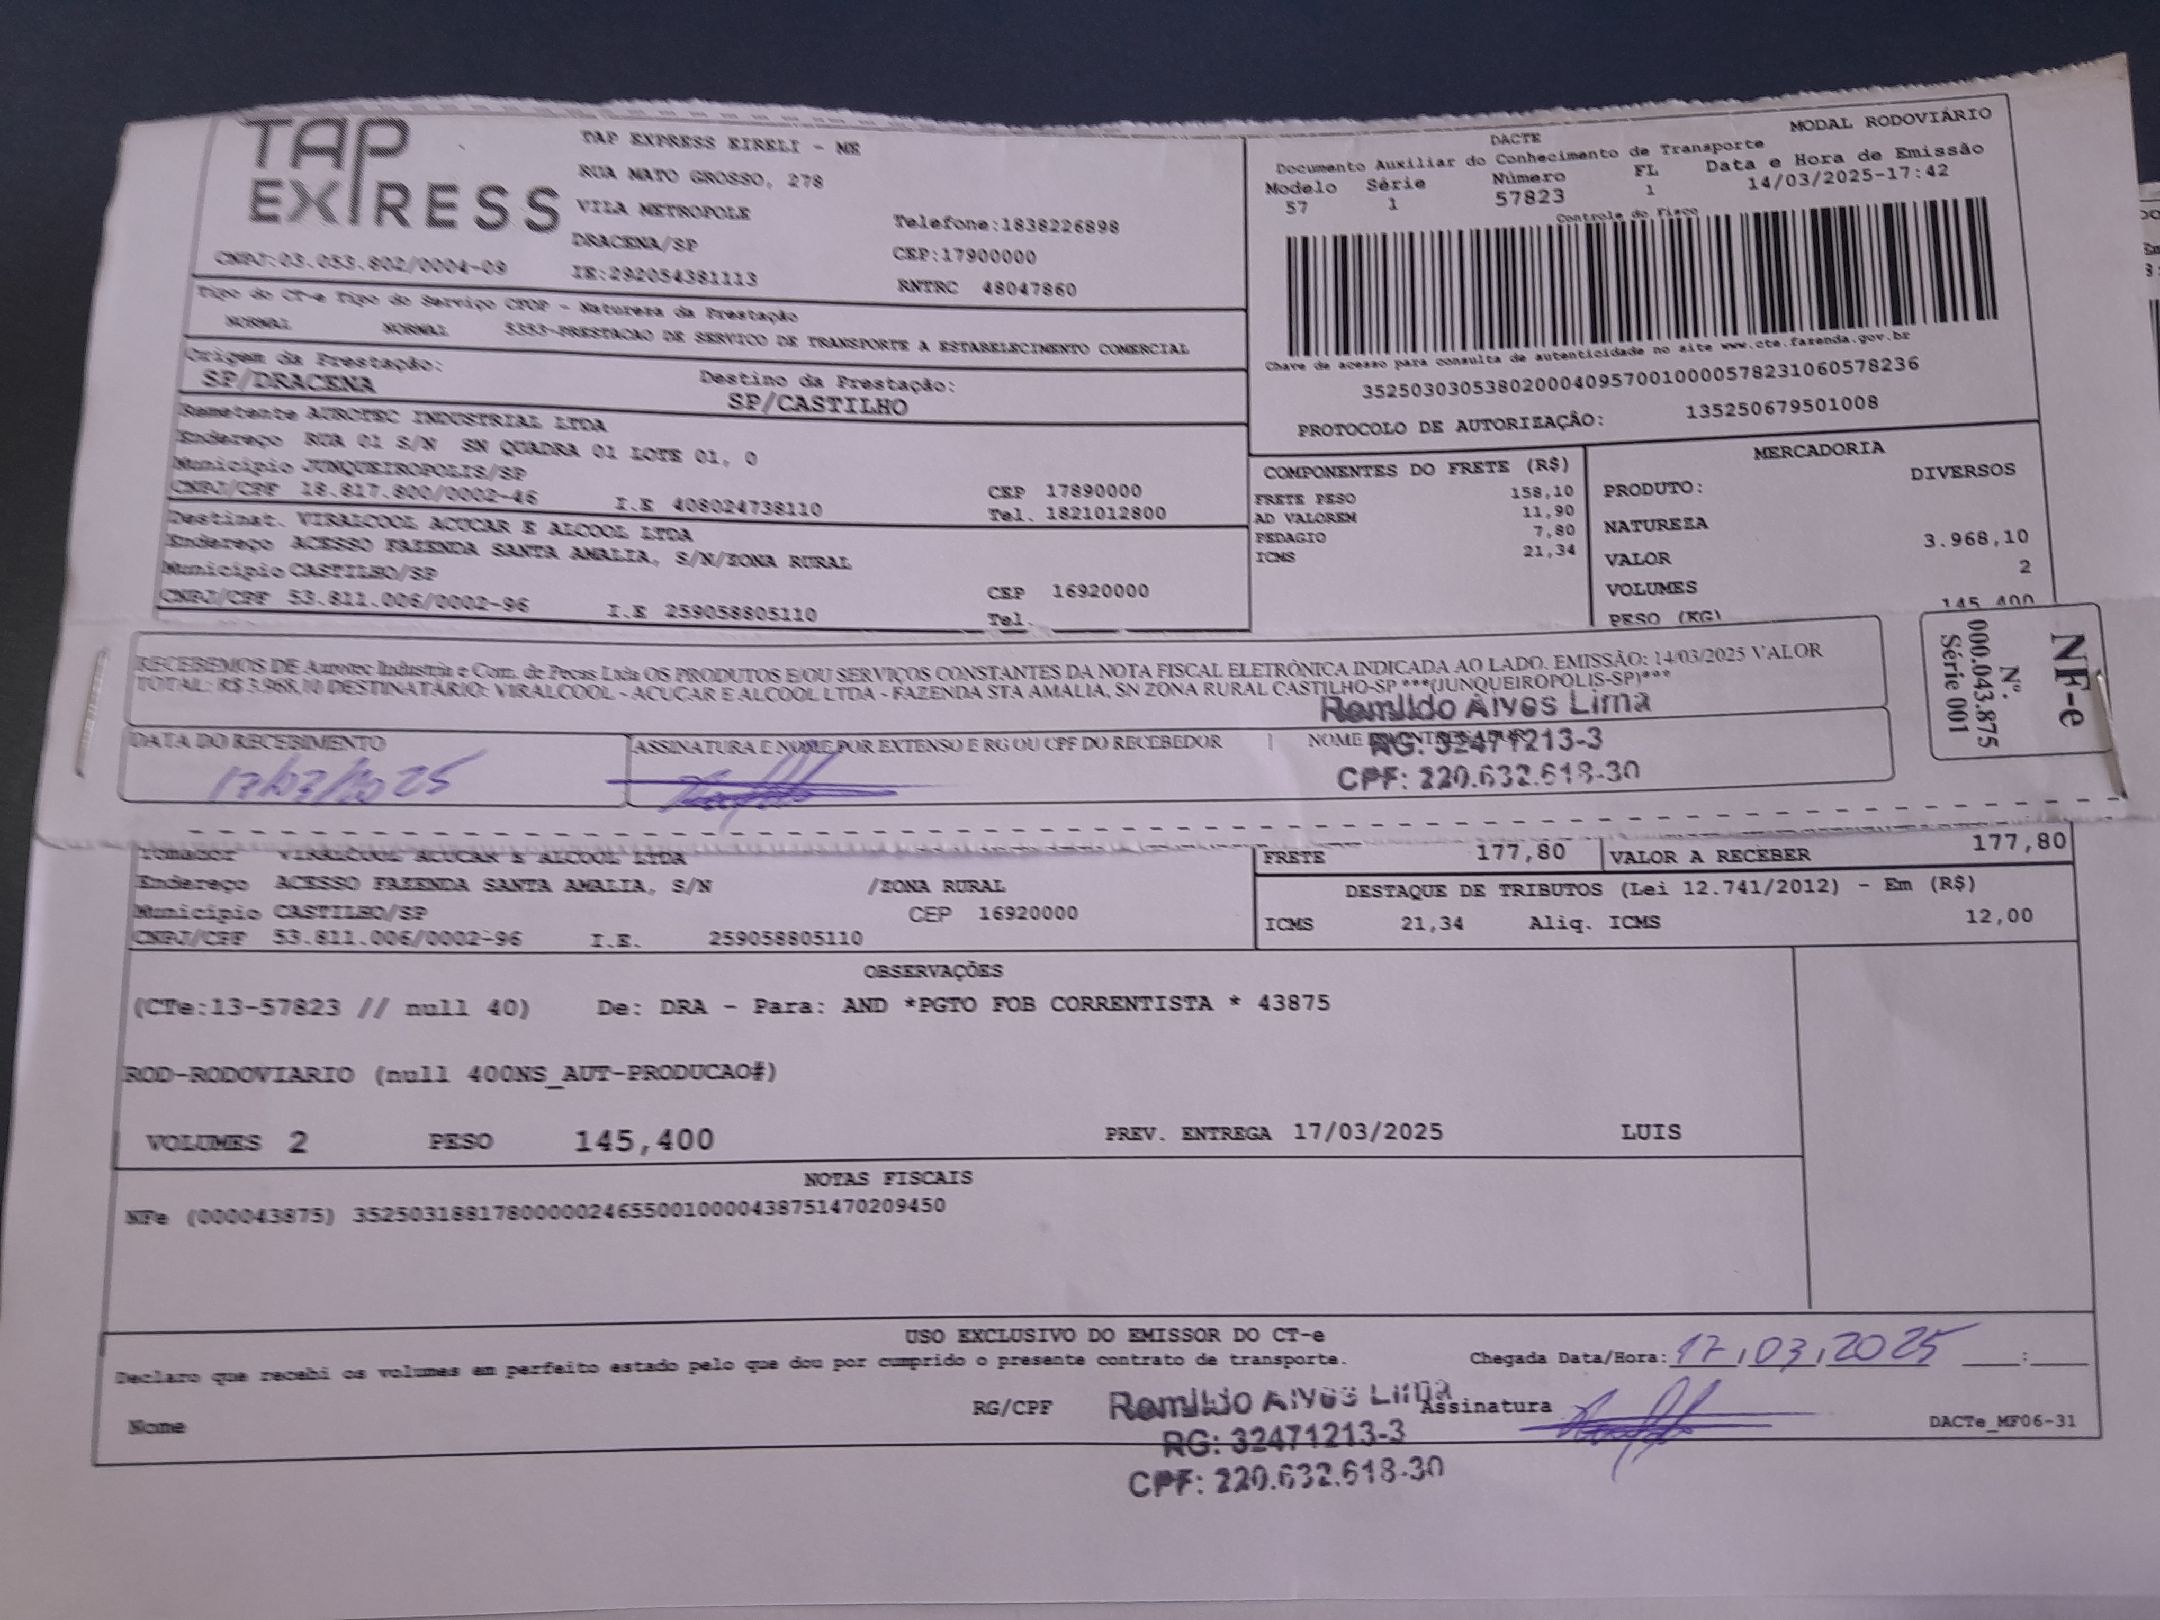 TAP EXPRESS
TAP EXPRESS EIRELI - ME
RUA MATO GROSSO, 278
VILA METROPOLE
DRACENA/SP
IE:292054381113
CNPJ:03.053.802/0004-09
Telefone:1838226898
CEP:17900000
RNTRC 48047860
DACTE
MODAL RODOVIÁRIO
Documento Auxiliar do Conhecimento de Transporte
Modelo Série Número FL Data e Hora de Emissão
57 1 57823 1 14/03/2025-17:42
Controle do Fisco
Chave de acesso para consulta de autenticidade no site www.cte.fazenda.gov.br
35250303053802000409570010000578231060578236
PROTOCOLO DE AUTORIZAÇÃO: 135250679501008
Tipo do CT-e Tipo do Serviço CFOP - Natureza da Prestação
NORMAL NORMAL 5353-PRESTACAO DE SERVICO DE TRANSPORTE A ESTABELECIMENTO COMERCIAL
Origem da Prestação: Destino da Prestação:
SP/DRACENA SP/CASTILHO
Remetente AUROTEC INDUSTRIAL LTDA
Endereço RUA 01 S/N SN QUADRA 01 LOTE 01, 0
Município JUNQUEIROPOLIS/SP CEP 17890000
CNPJ/CPF 18.817.800/0002-46 I.E 408024738110 Tel. 1821012800
Destinat. VIRALCOOL ACUCAR E ALCOOL LTDA
Endereço ACESSO FAZENDA SANTA AMALIA, S/N/ZONA RURAL
Município CASTILHO/SP CEP 16920000
CNPJ/CPF 53.811.006/0002-96 I.E 259058805110 Tel.
COMPONENTES DO FRETE (R$)
FRETE PESO 158,10
AD VALOREM 11,90
PEDAGIO 7,80
ICMS 21,34
MERCADORIA
PRODUTO: DIVERSOS
NATUREZA
VALOR 3.968,10
VOLUMES 2
PESO (KG) 145,400
RECEBEMOS DE Aurotec Industria e Com. de Pecas Ltda OS PRODUTOS E/OU SERVIÇOS CONSTANTES DA NOTA FISCAL ELETRÔNICA INDICADA AO LADO. EMISSÃO: 14/03/2025 VALOR
TOTAL: R$ 3.968,10 DESTINATÁRIO: VIRALCOOL - ACUCAR E ALCOOL LTDA - FAZENDA STA AMALIA, SN ZONA RURAL CASTILHO-SP ***(JUNQUEIROPOLIS-SP)***
NF-e
Nº.
000.043.875
Série 001
Remildo Alves Lima
RG: 32471213-3
CPF: 220.632.618-30
DATA DO RECEBIMENTO ASSINATURA E NOME POR EXTENSO E RG OU CPF DO RECEBEDOR NOME
17/03/2025
Tomador VIRALCOOL ACUCAR E ALCOOL LTDA
Endereço ACESSO FAZENDA SANTA AMALIA, S/N /ZONA RURAL
Município CASTILHO/SP CEP 16920000
CNPJ/CPF 53.811.006/0002-96 I.E. 259058805110
FRETE 177,80 VALOR A RECEBER 177,80
DESTAQUE DE TRIBUTOS (Lei 12.741/2012) - Em (R$)
ICMS 21,34 Aliq. ICMS 12,00
OBSERVAÇÕES
(CTe:13-57823 // null 40) De: DRA - Para: AND *PGTO FOB CORRENTISTA * 43875
ROD-RODOVIARIO (null 400NS_AUT-PRODUCAO#)
VOLUMES 2 PESO 145,400 PREV. ENTREGA 17/03/2025 LUIS
NOTAS FISCAIS
NFe (000043875) 35250318817800000246550010000438751470209450
USO EXCLUSIVO DO EMISSOR DO CT-e
Declaro que recebi os volumes em perfeito estado pelo que dou por cumprido o presente contrato de transporte. Chegada Data/Hora: 17/03/2025 :
Nome RG/CPF Assinatura
Remildo Alves Lima
RG: 32471213-3
CPF: 220.632.618-30
DACTe_MF06-31